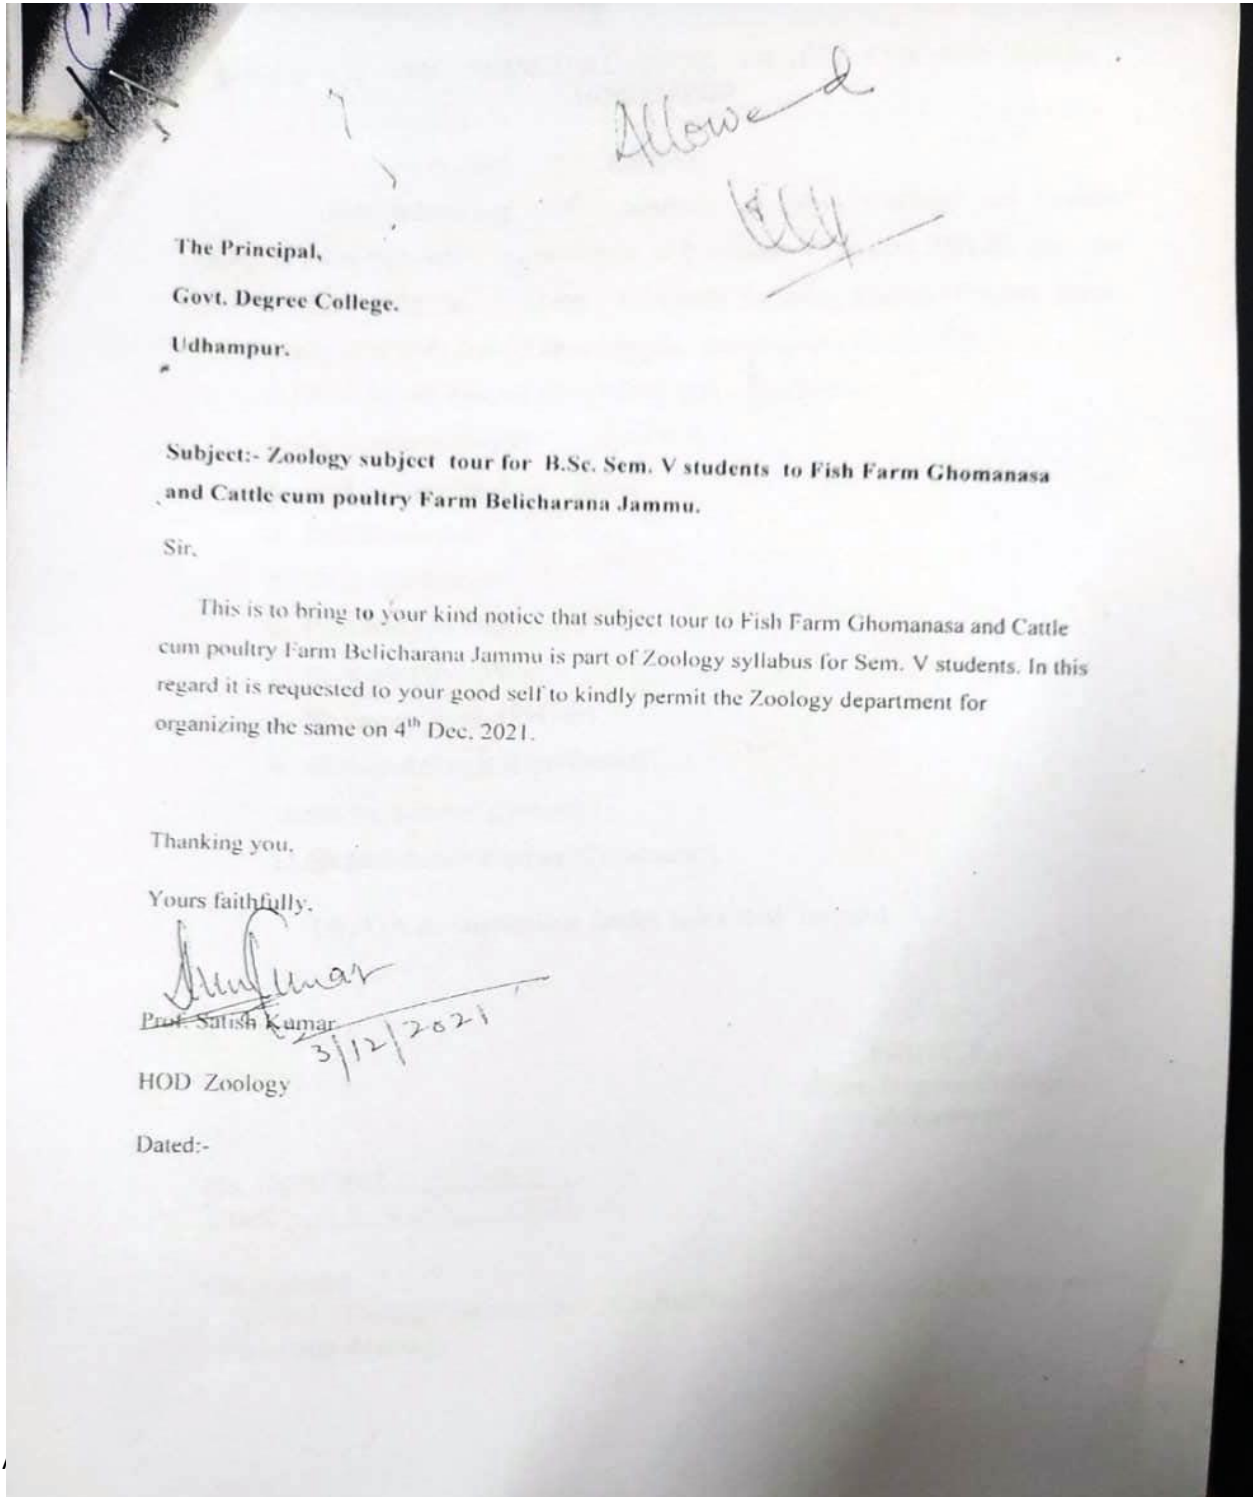 Allowed
The Principal,
Govt. Degree College.
Udhampur.
Subject:- Zoology subject tour for B.Sc. Sem. V students to Fish Farm Ghomanasa
and Cattle cum poultry Farm Belicharana Jammu.
Sir,
This is to bring to your kind notice that subject tour to Fish Farm Ghomanasa and Cattle
cum poultry Farm Belicharana Jammu is part of Zoology syllabus for Sem. V students. In this
regard it is requested to your good self to kindly permit the Zoology department for
organizing the same on 4th Dec. 2021.
Thanking you.
Yours faithfully.
Prof. Satish Kumar
3/12/2021
HOD Zoology
Dated:-